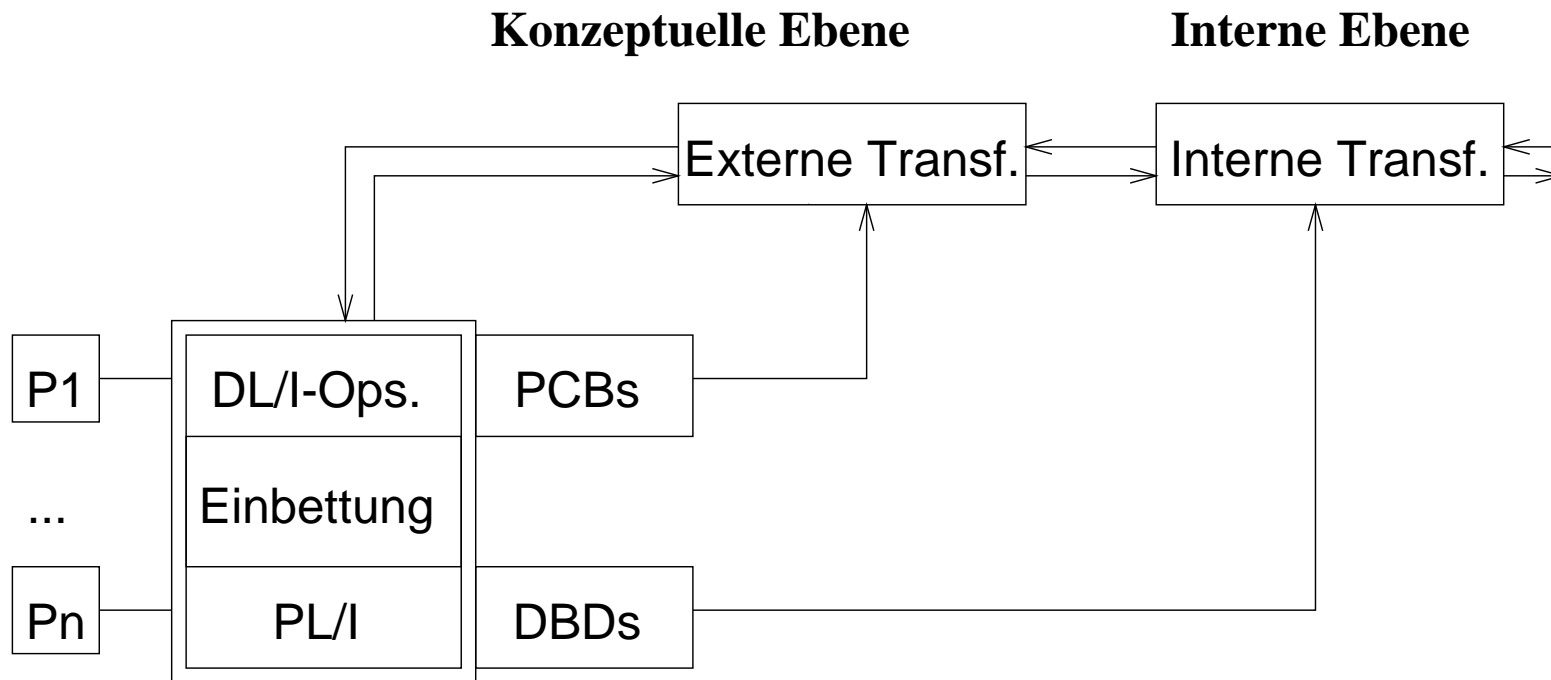 Konzeptuelle Ebene
Interne Ebene
Externe Transf.
Interne Transf.
P1
DL/I-Ops.
PCBs
...
Einbettung
Pn
PL/I
DBDs